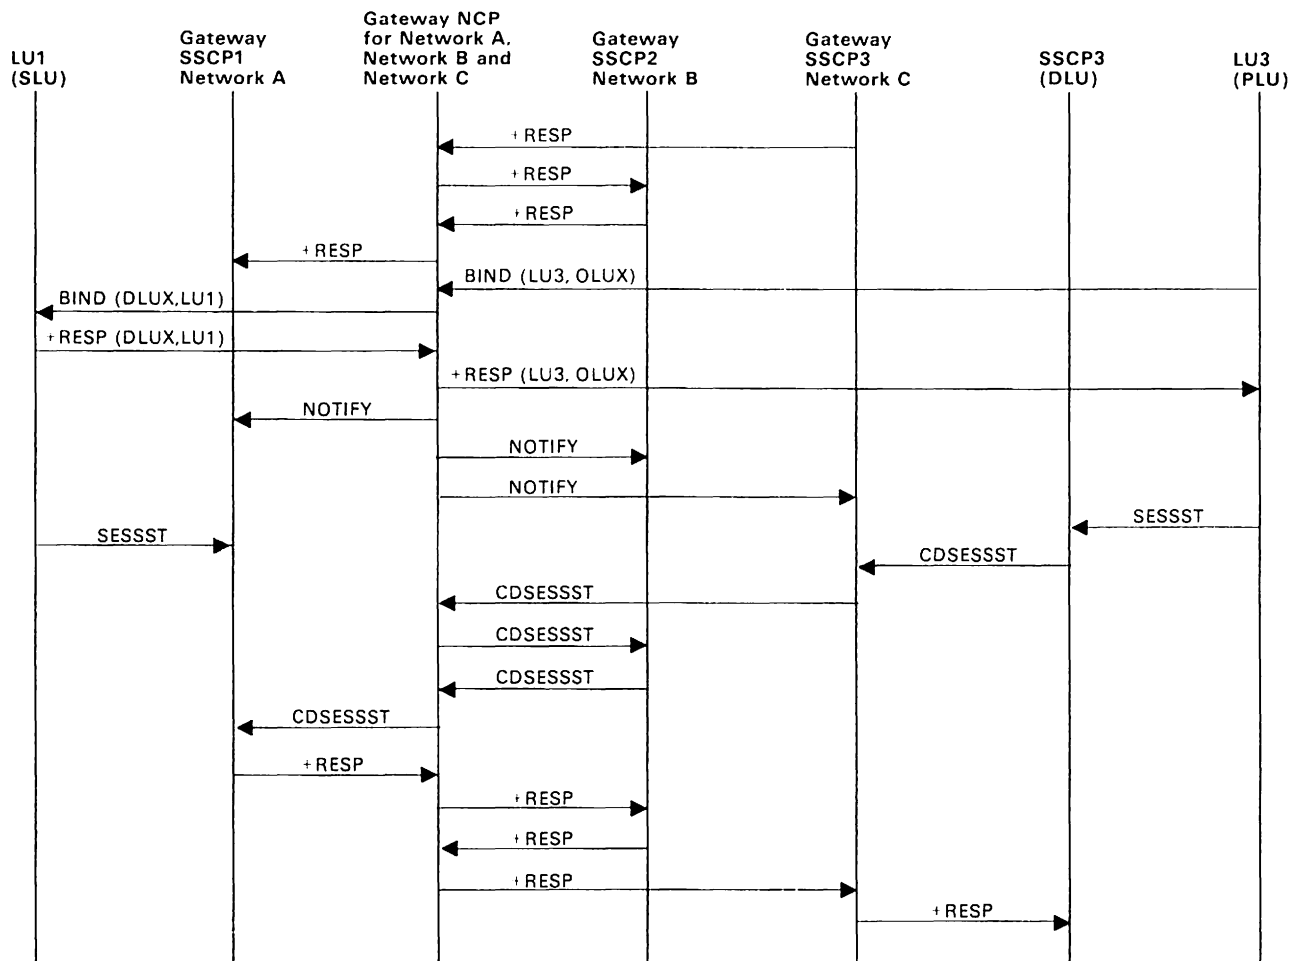 LU1
(SLU)
Gateway
SSCP1
Network A
Gateway NCP
for Network A,
Network B and
Network C
Gateway
SSCP2
Network B
Gateway
SSCP3
Network C
SSCP3
(DLU)
LU3
(PLU)
+RESP
+RESP
+RESP
+RESP
BIND (LU3, OLUX)
BIND (DLUX,LU1)
+RESP (DLUX,LU1)
+RESP (LU3, OLUX)
NOTIFY
NOTIFY
NOTIFY
SESSST
SESSST
CDSESSST
CDSESSST
CDSESSST
CDSESSST
CDSESSST
+RESP
+RESP
+RESP
+RESP
+RESP